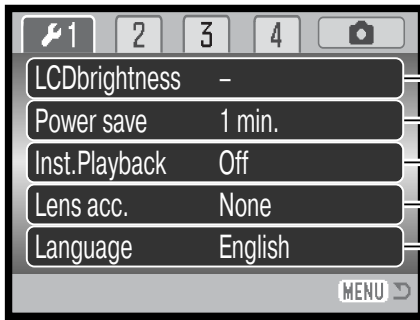 1 2 3 4
LCDbrightness –
Power save 1 min.
Inst.Playback Off
Lens acc. None
Language English
MENU